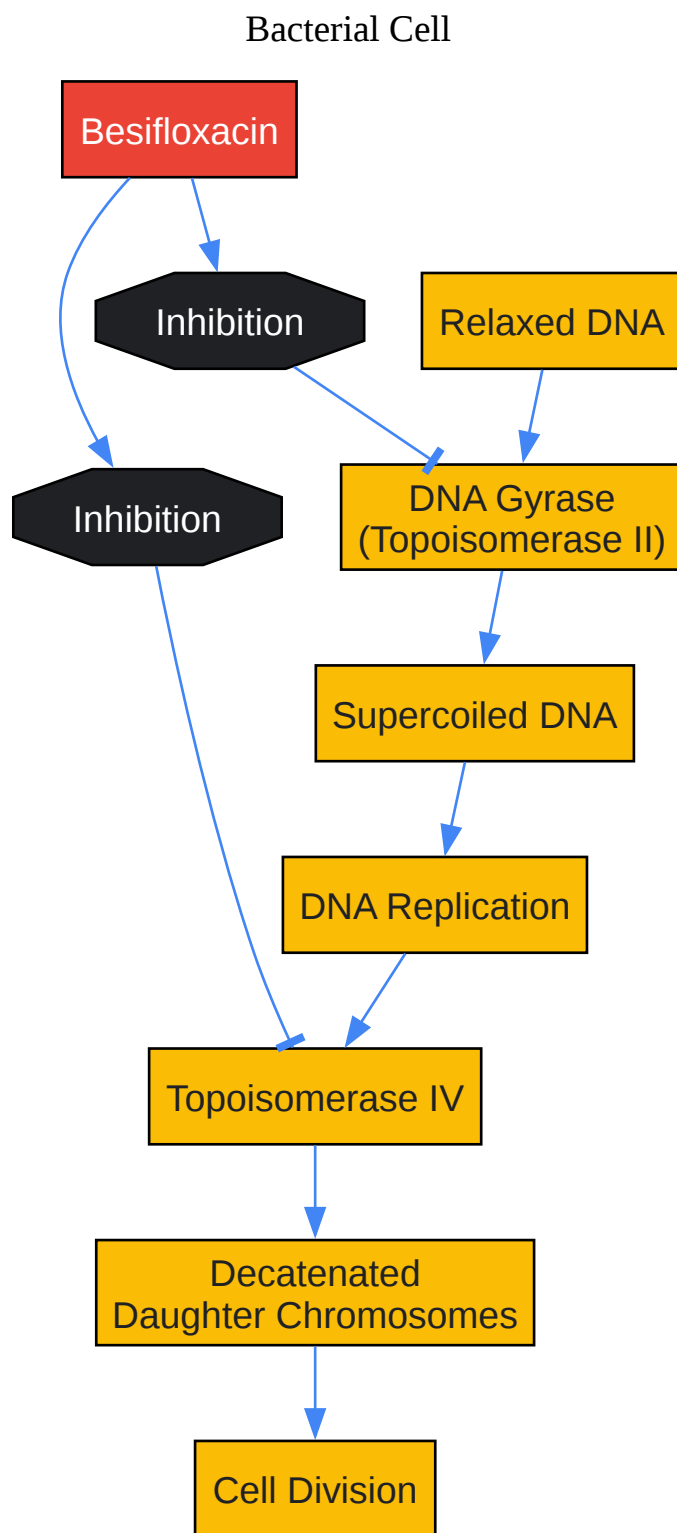 Bacterial Cell
Besifloxacin
Inhibition
Relaxed DNA
Inhibition
DNA Gyrase
(Topoisomerase II)
Supercoiled DNA
DNA Replication
Topoisomerase IV
Decatenated
Daughter Chromosomes
Cell Division